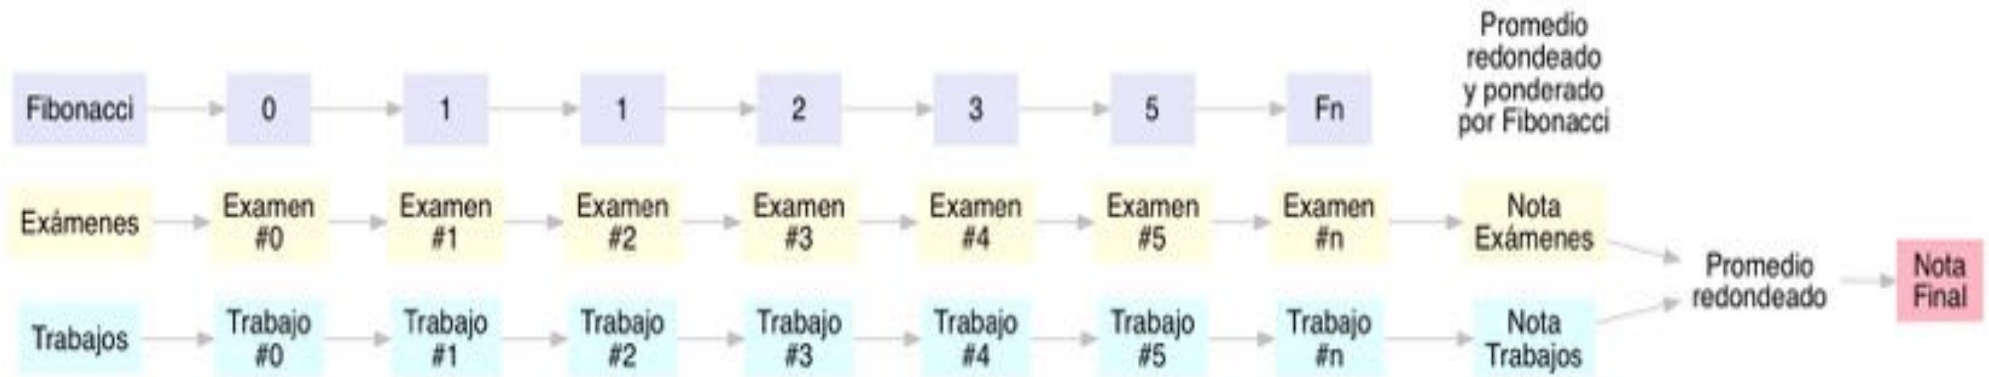 Promedio
redondeado
y ponderado
por Fibonacci
Fibonacci 0 1 1 2 3 5 Fn
Exámenes
Examen
#0
Examen
#1
Examen
#2
Examen
#3
Examen
#4
Examen
#5
Examen
#n
Nota
Exámenes
Trabajos
Trabajo
#0
Trabajo
#1
Trabajo
#2
Trabajo
#3
Trabajo
#4
Trabajo
#5
Trabajo
#n
Nota
Trabajos
Promedio
redondeado
Nota
Final